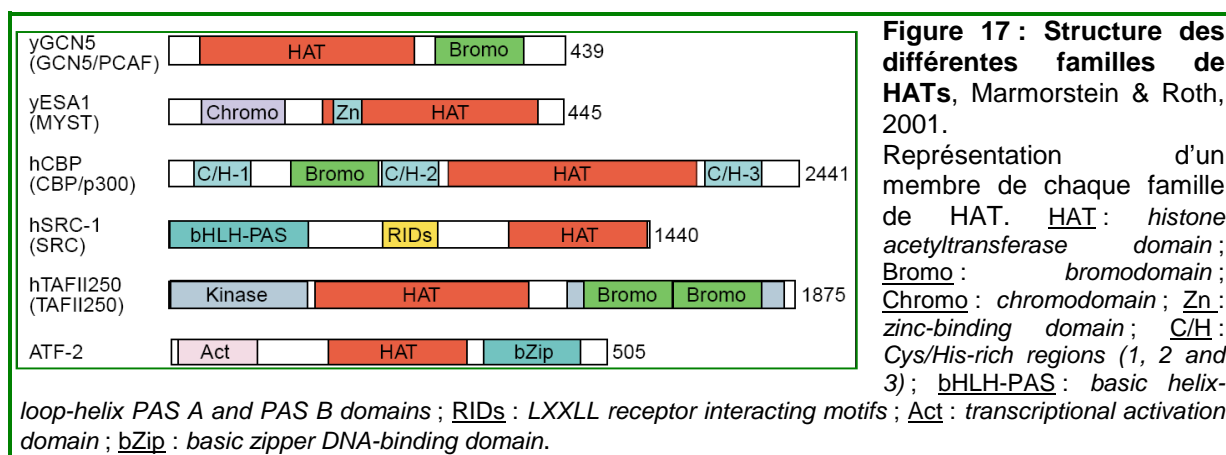 yGCN5
(GCN5/PCAF)
HAT
Bromo
439
yESA1
(MYST)
Chromo
Zn
HAT
445
hCBP
(CBP/p300)
C/H-1
Bromo
C/H-2
HAT
C/H-3
2441
hSRC-1
(SRC)
bHLH-PAS
RIDs
HAT
1440
hTAFII250
(TAFII250)
Kinase
HAT
Bromo
Bromo
1875
ATF-2
Act
HAT
bZip
505
Figure 17 : Structure des
différentes familles de
HATs, Marmorstein & Roth,
2001.
Représentation d'un
membre de chaque famille
de HAT. HAT : histone
acetyltransferase domain ;
Bromo : bromodomain ;
Chromo : chromodomain ; Zn :
zinc-binding domain ; C/H :
Cys/His-rich regions (1, 2 and
3) ; bHLH-PAS : basic helix-
loop-helix PAS A and PAS B domains ; RIDs : LXXLL receptor interacting motifs ; Act : transcriptional activation
domain ; bZip : basic zipper DNA-binding domain.